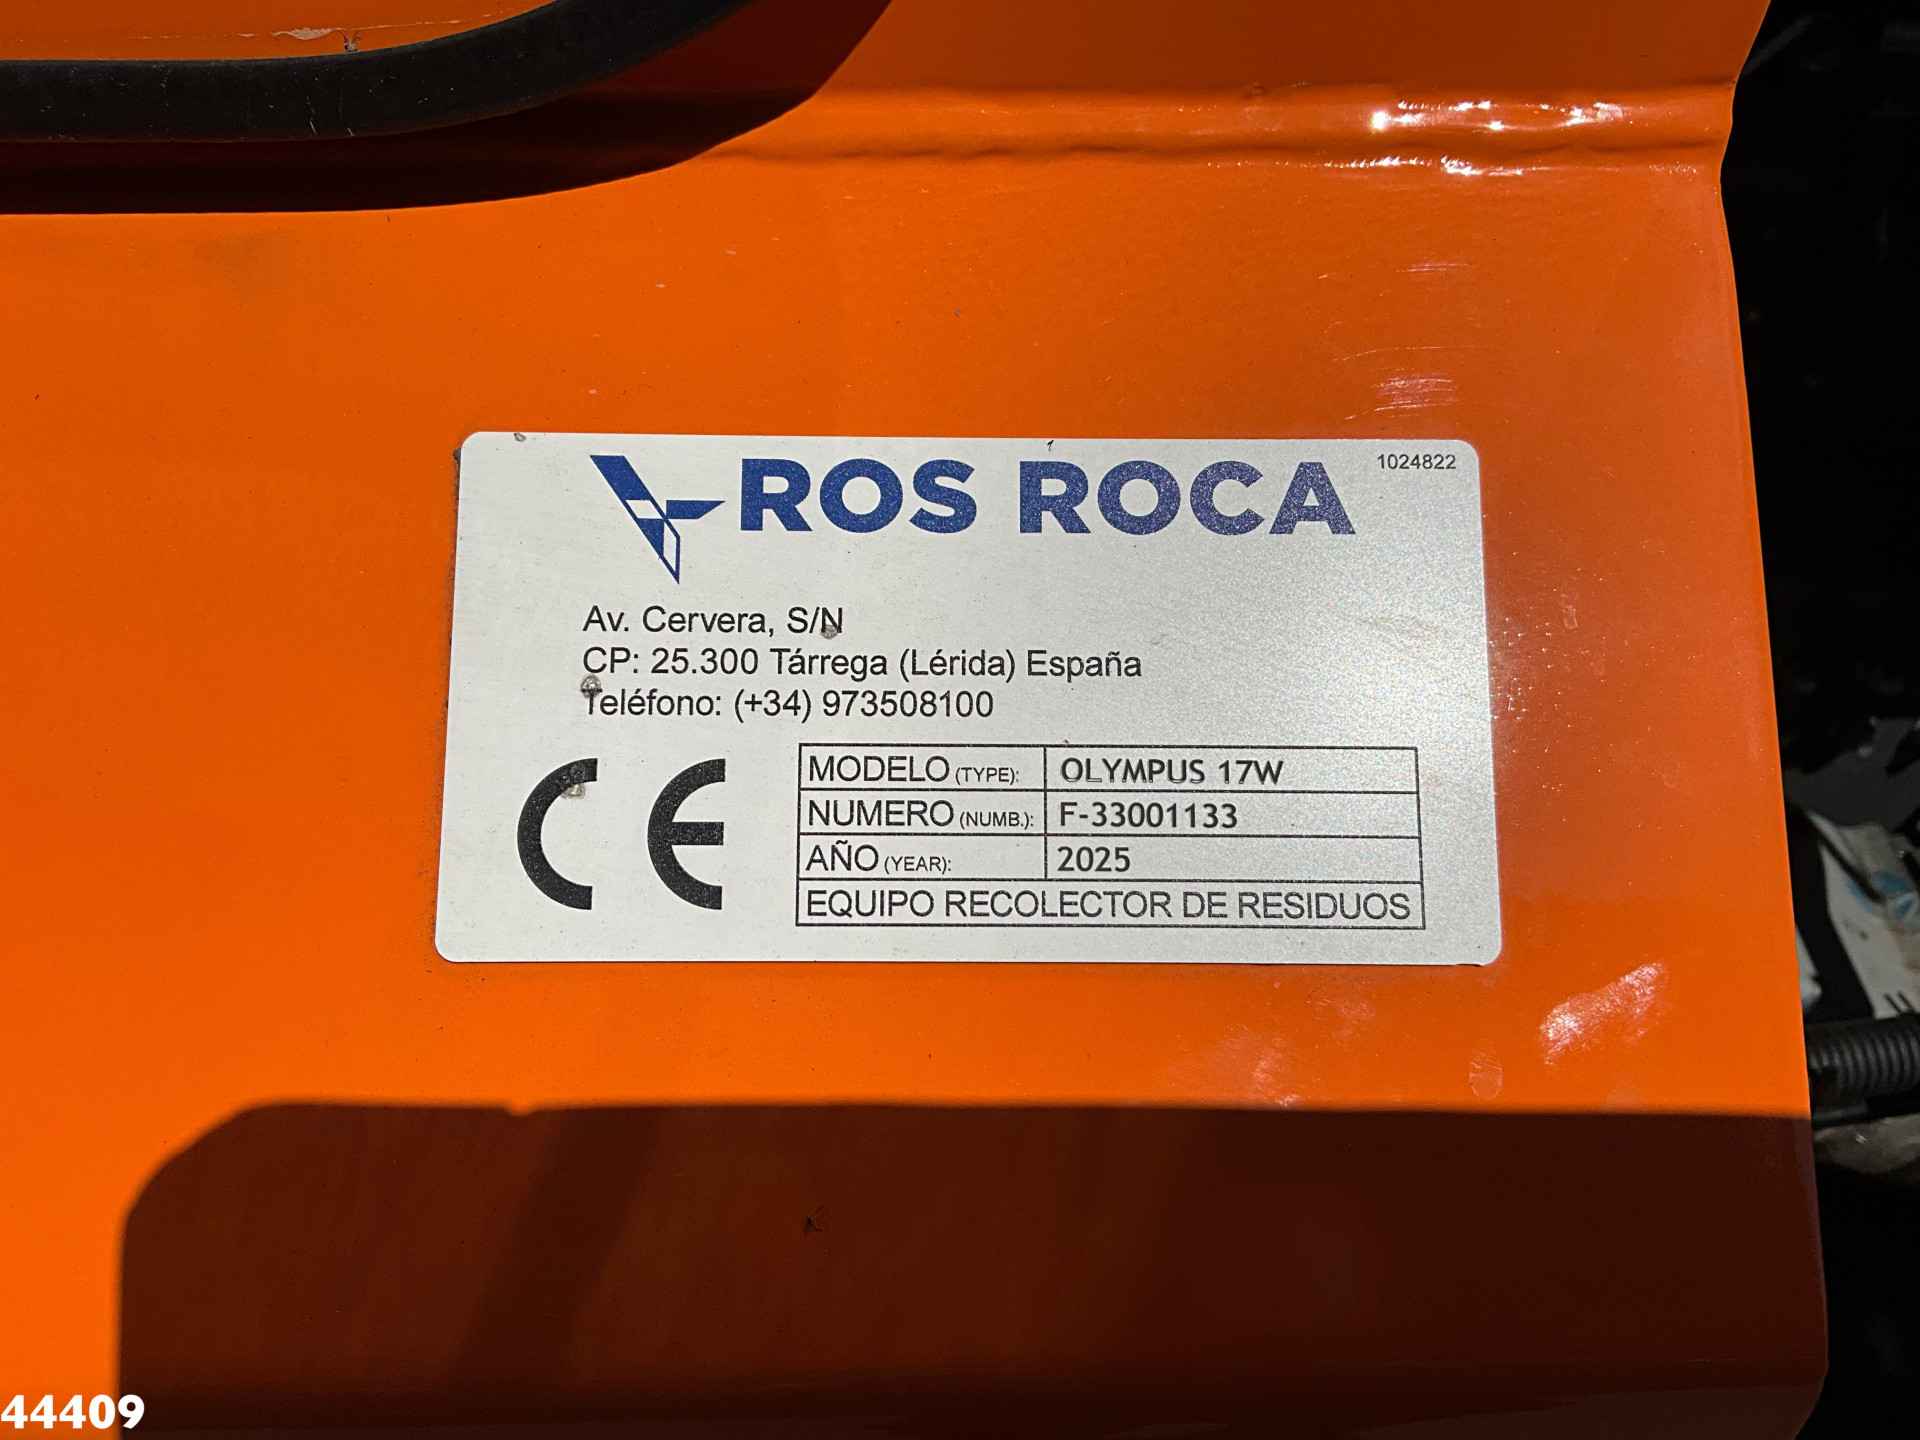 ROS ROCA
1024822
Av. Cervera, S/N
CP: 25.300 Tárrega (Lérida) España
Teléfono: (+34) 973508100
CE
MODELO (TYPE): OLYMPUS 17W
NUMERO (NUMB.): F-33001133
AÑO (YEAR): 2025
EQUIPO RECOLECTOR DE RESIDUOS
44409